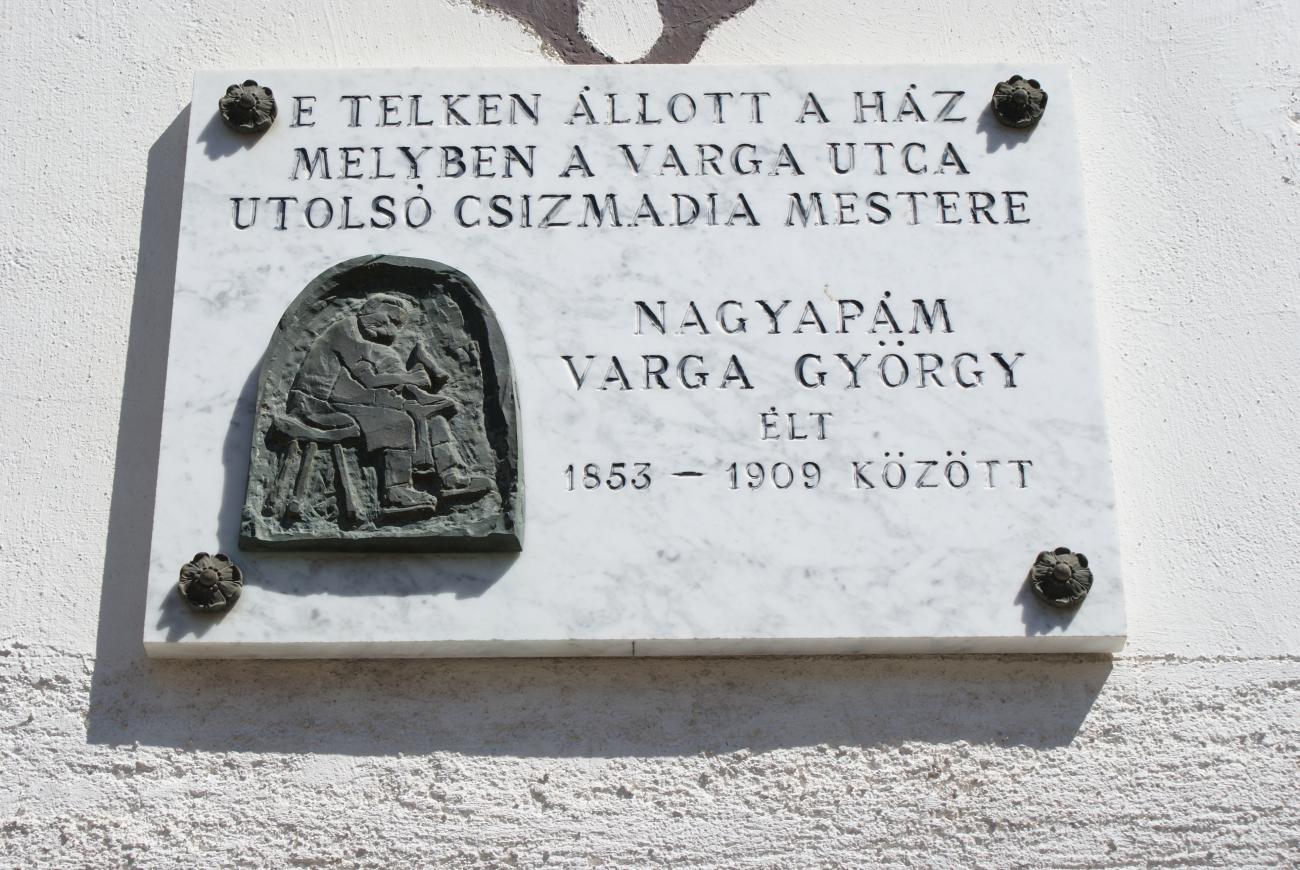 E TELKEN ÁLLOTT A HÁZ
MELYBEN A VARGA UTCA
UTOLSÓ CSIZMADIA MESTERE
NAGYAPÁM
VARGA GYÖRGY
ÉLT
1853 – 1909 KÖZÖTT